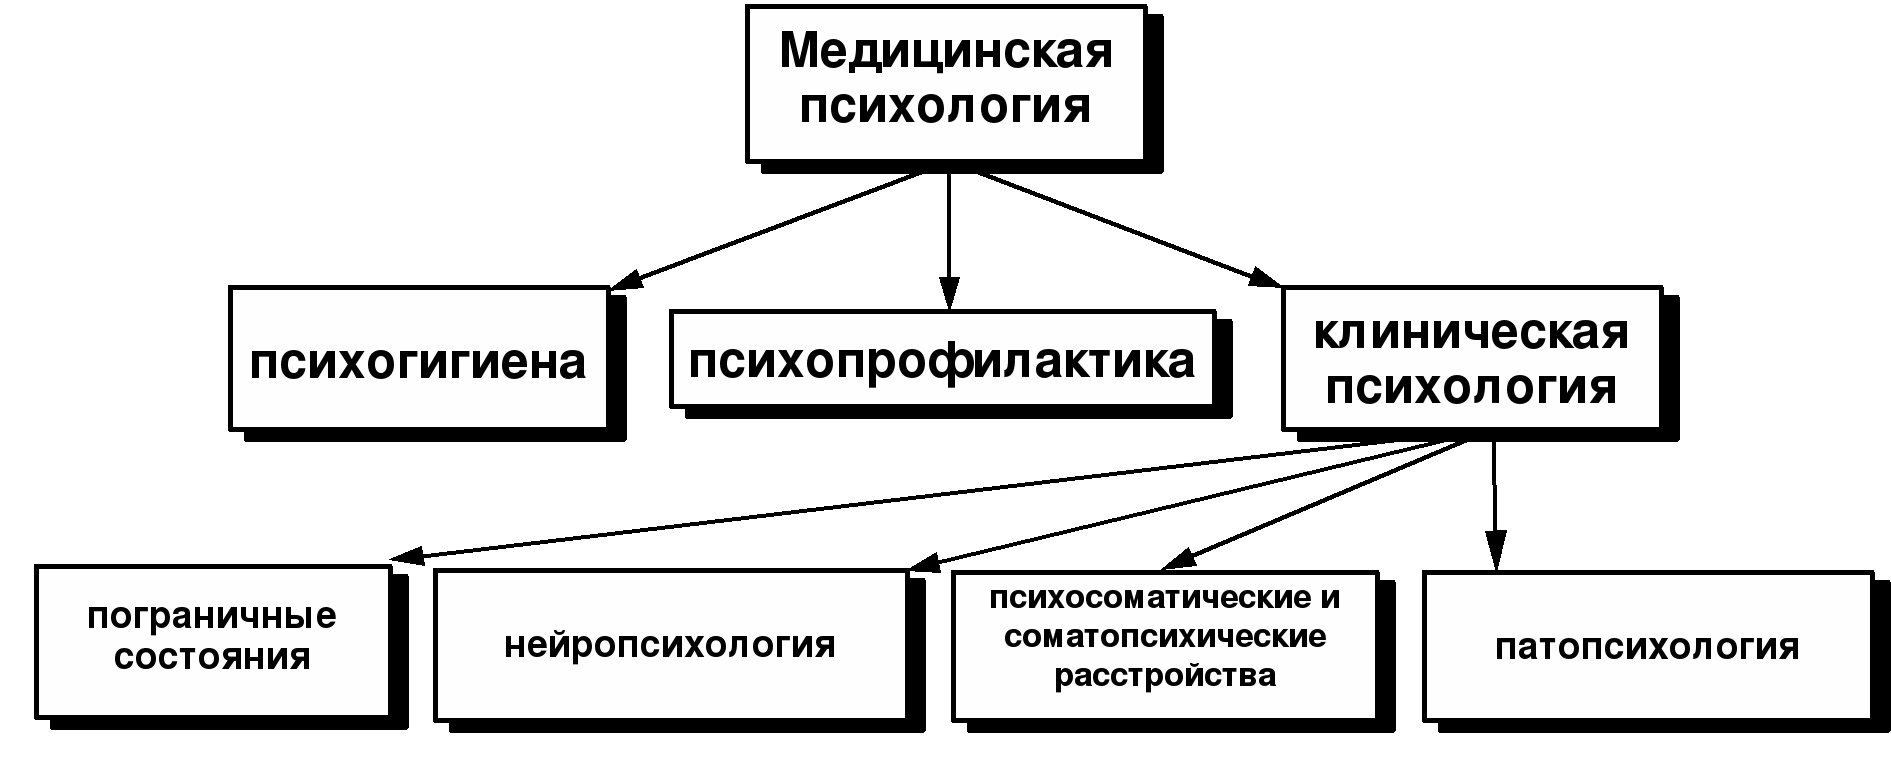 Медицинская
психология
психогигиена
психопрофилактика
клиническая
психология
пограничные
состояния
нейропсихология
психосоматические и
соматопсихические
расстройства
патопсихология